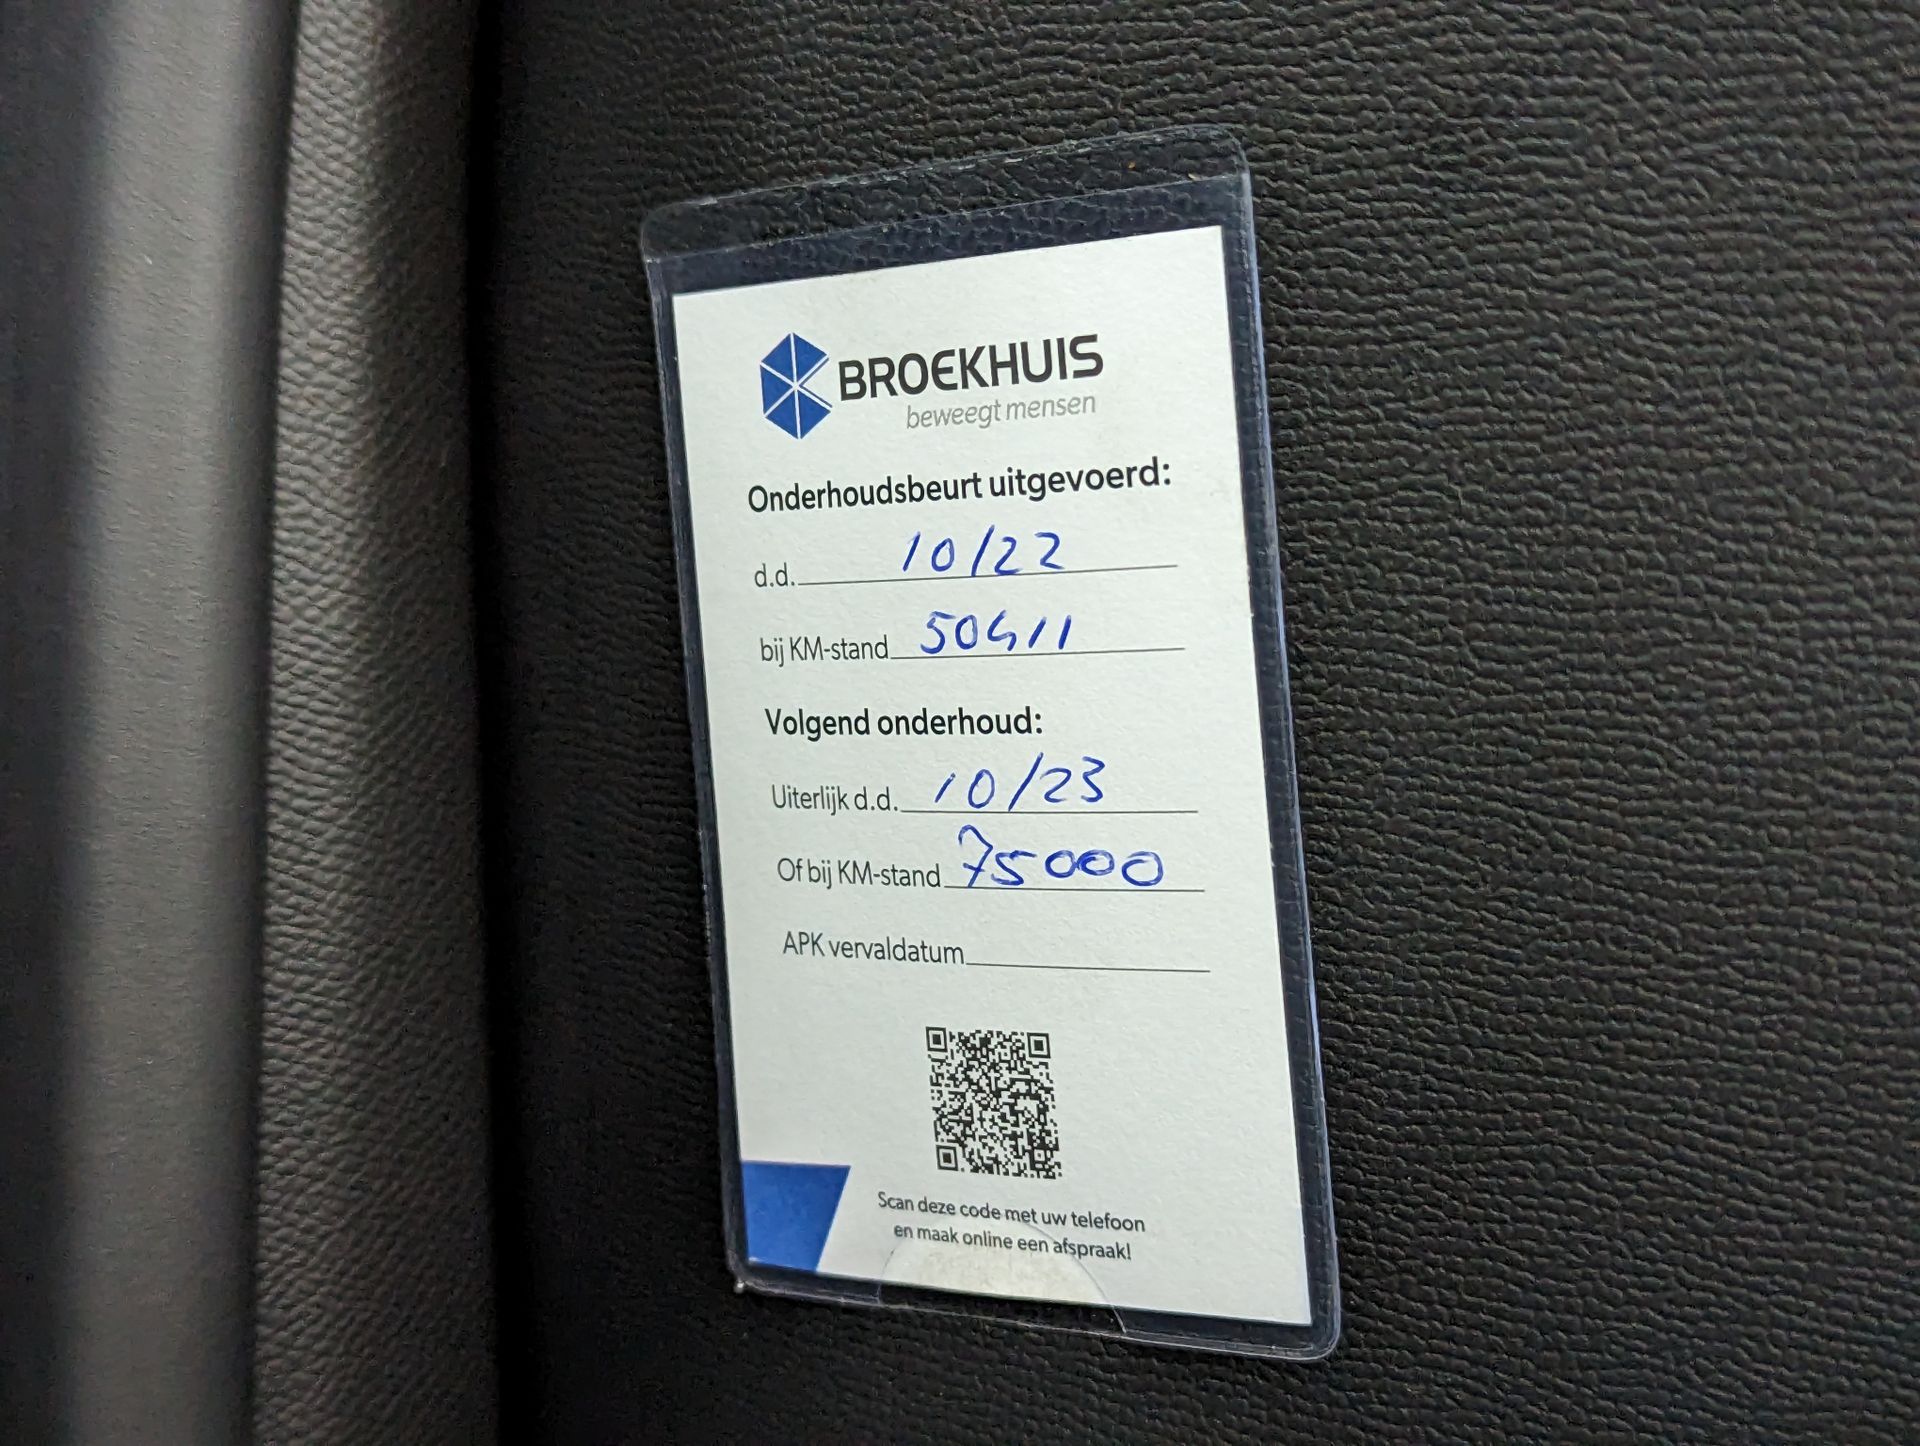 BROEKHUIS
beweegt mensen
Onderhoudsbeurt uitgevoerd:
d.d. 10/22
bij KM-stand 50411
Volgend onderhoud:
Uiterlijk d.d. 10/23
Of bij KM-stand 75000
APK vervaldatum
Scan deze code met uw telefoon
en maak online een afspraak!